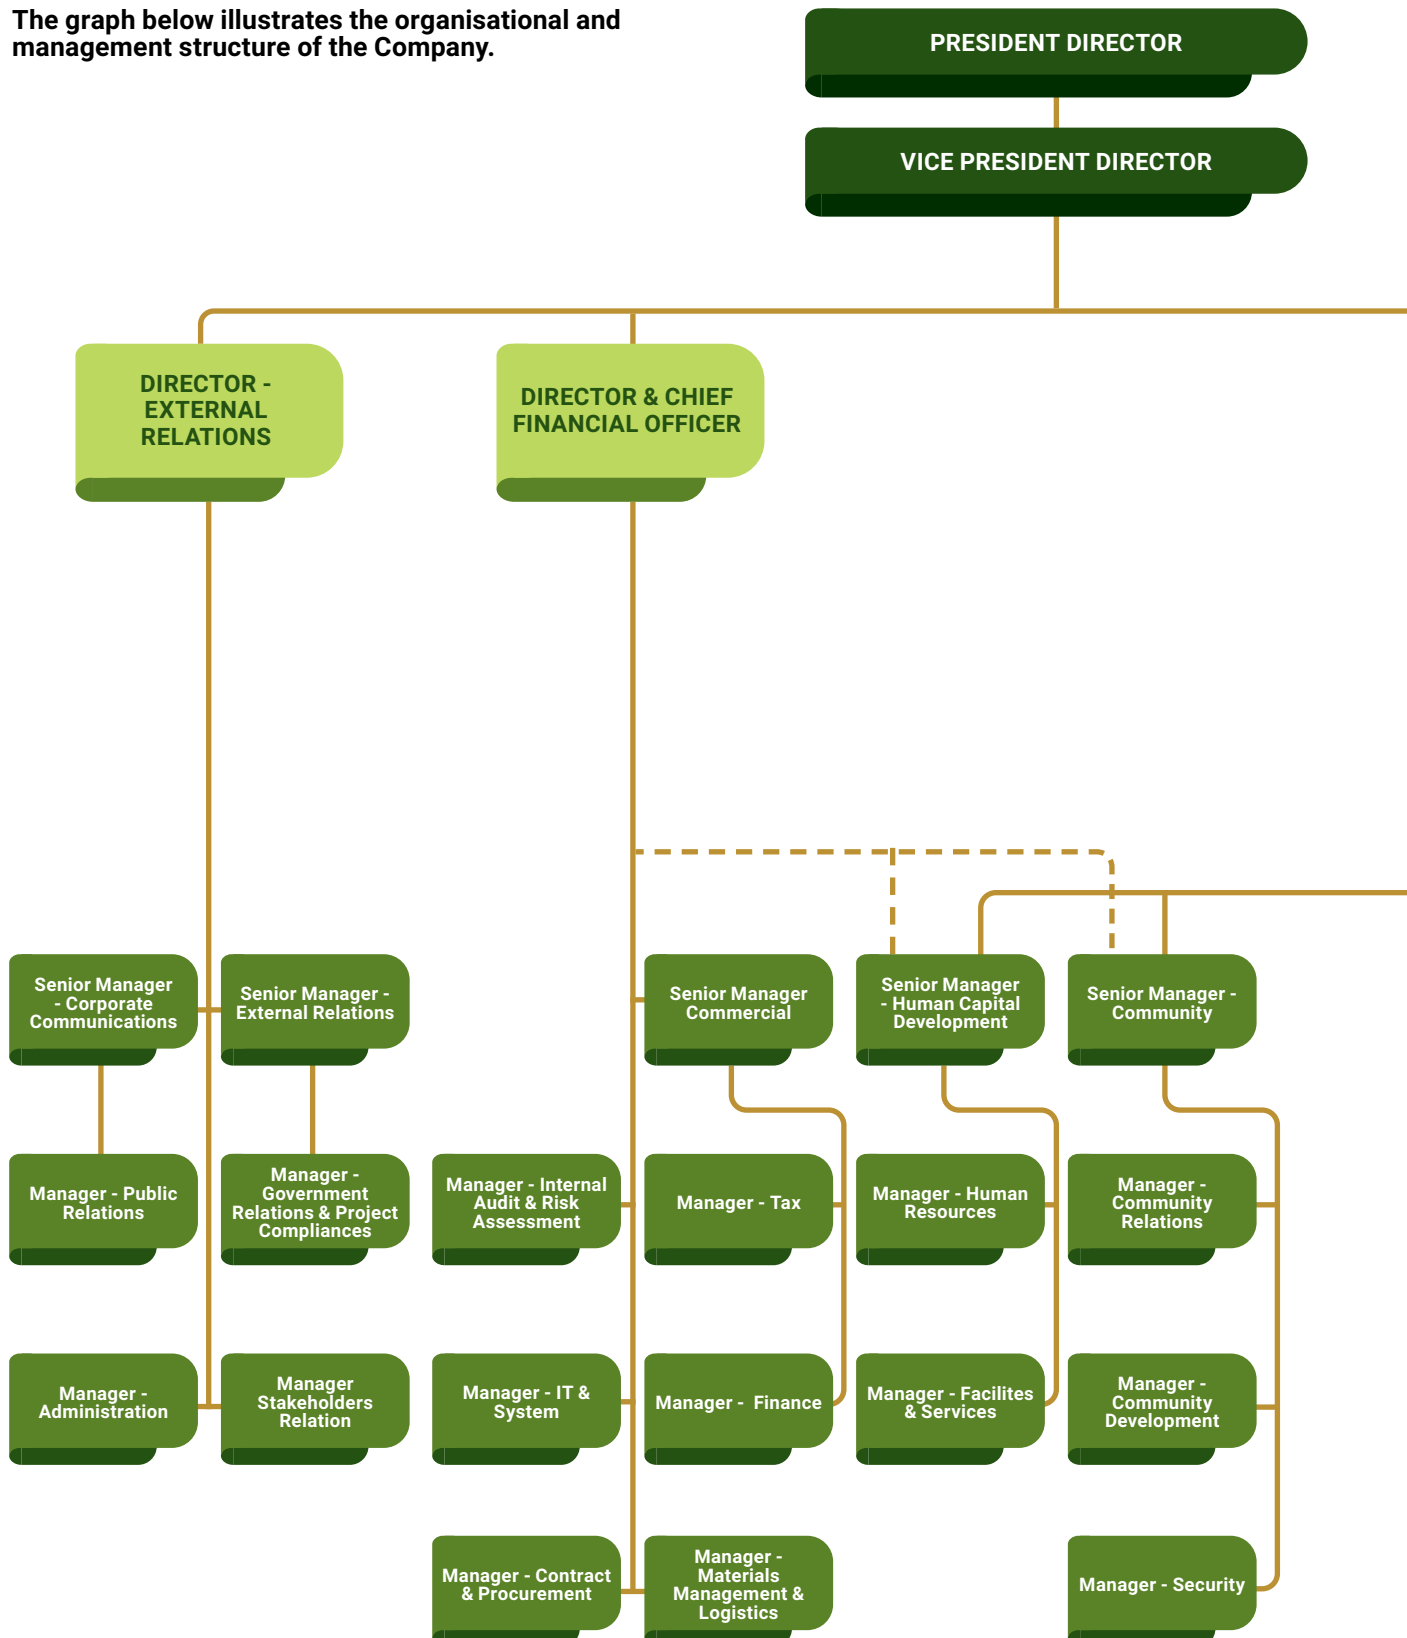 The graph below illustrates the organisational and
management structure of the Company.
PRESIDENT DIRECTOR
VICE PRESIDENT DIRECTOR
DIRECTOR -
EXTERNAL
RELATIONS
DIRECTOR & CHIEF
FINANCIAL OFFICER
Senior Manager
- Corporate
Communications
Senior Manager -
External Relations
Senior Manager
Commercial
Senior Manager
- Human Capital
Development
Senior Manager -
Community
Manager - Public
Relations
Manager -
Government
Relations & Project
Compliances
Manager - Internal
Audit & Risk
Assessment
Manager - Tax
Manager - Human
Resources
Manager -
Community
Relations
Manager -
Administration
Manager
Stakeholders
Relation
Manager - IT &
System
Manager -  Finance
Manager - Facilites
& Services
Manager -
Community
Development
Manager - Contract
& Procurement
Manager -
Materials
Management &
Logistics
Manager - Security